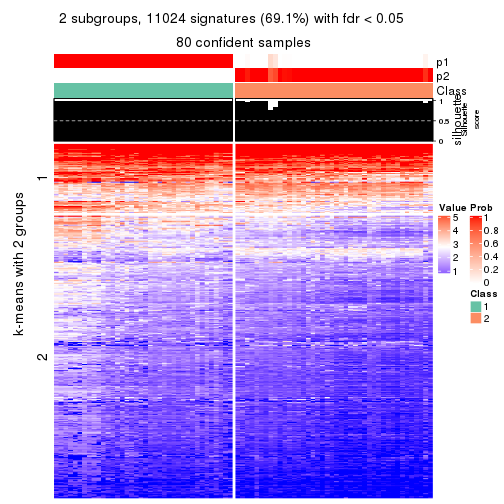 2 subgroups, 11024 signatures (69.1%) with fdr < 0.05
80 confident samples
p1
p2
Class
1
0.5
0
silhouette
Silhouette
score
k-means with 2 groups
1
2
Value
5
4
3
2
1
Prob
1
0.8
0.6
0.4
0.2
0
Class
1
2